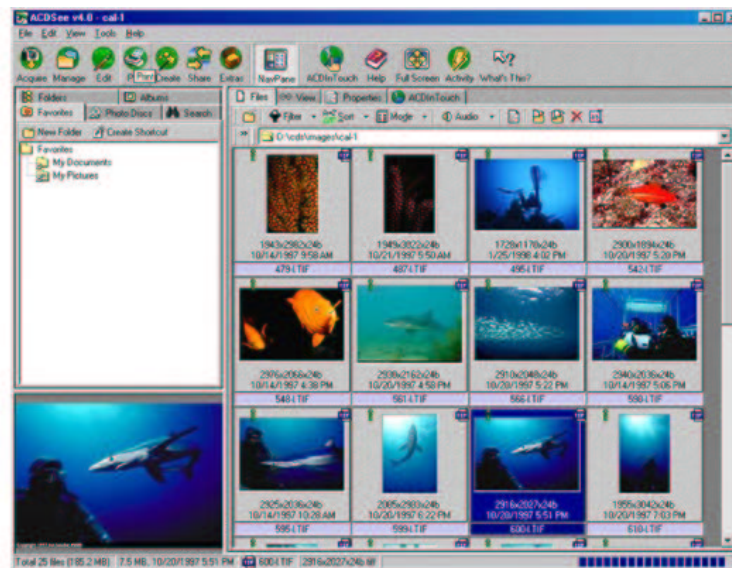 ACDSee v4.0 - cal-1
File Edit View Tools Help
Acquire Manage Edit Print Create Share Extras NavPane ACDInTouch Help Full Screen Activity What's This?
Folders Albums
Favorites Photo Discs Search
New Folder Create Shortcut
Favorites
My Documents
My Pictures
Files View Properties ACDInTouch
Filter Sort Mode Audio
D:\cds\images\cal-1
1943x2982x24b 1949x3022x24b 1728x1170x24b 2900x1894x24b
10/14/1997 9:58 AM 10/21/1997 5:50 AM 1/25/1998 4:02 PM 10/20/1997 5:20 PM
479-I.TIF 487-I.TIF 495-I.TIF 542-I.TIF
2976x2068x24b 2930x2162x24b 2910x2048x24b 2940x2036x24b
10/14/1997 4:38 PM 10/20/1997 4:58 PM 10/20/1997 5:22 PM 10/14/1997 5:06 PM
548-I.TIF 561-I.TIF 566-I.TIF 590-I.TIF
2925x2036x24b 2085x2983x24b 2916x2027x24b 1955x3042x24b
10/14/1997 10:28 AM 10/20/1997 6:22 PM 10/20/1997 5:51 PM 10/20/1997 7:03 PM
595-I.TIF 599-I.TIF 600-I.TIF 610-I.TIF
Total 25 files (185.2 MB) 7.5 MB, 10/20/1997 5:51 PM 600-I.TIF 2916x2027x24b tiff